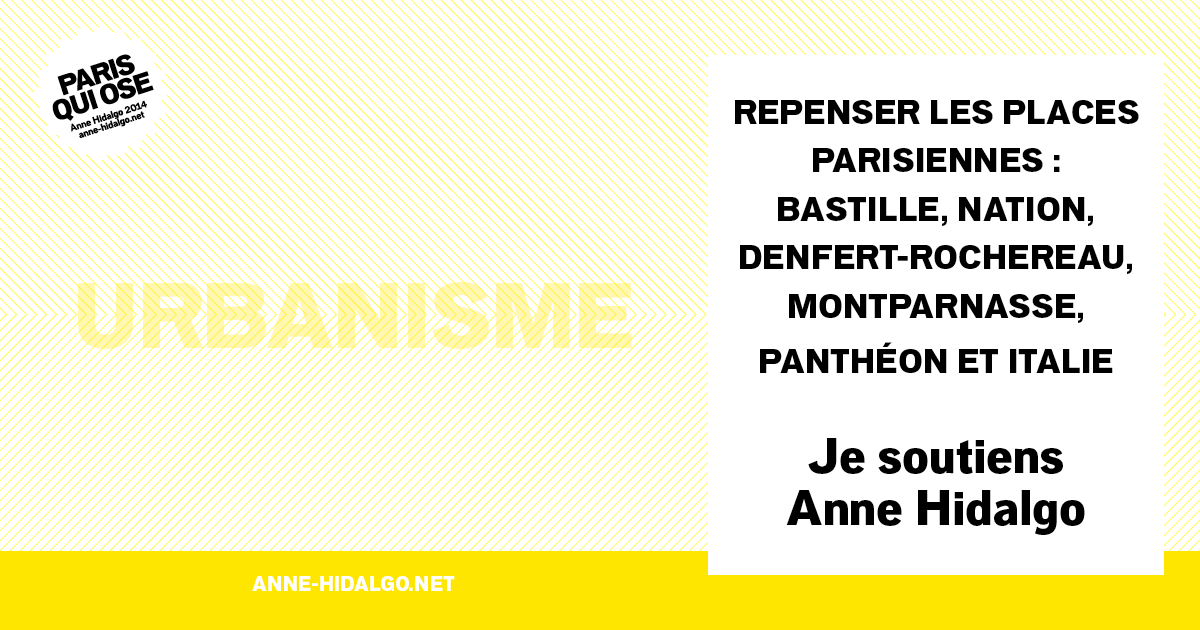 PARIS
QUI OSE
Anne Hidalgo 2014
anne-hidalgo.net
URBANISME
REPENSER LES PLACES
PARISIENNES :
BASTILLE, NATION,
DENFERT-ROCHEREAU,
MONTPARNASSE,
PANTHÉON ET ITALIE
Je soutiens
Anne Hidalgo
ANNE-HIDALGO.NET